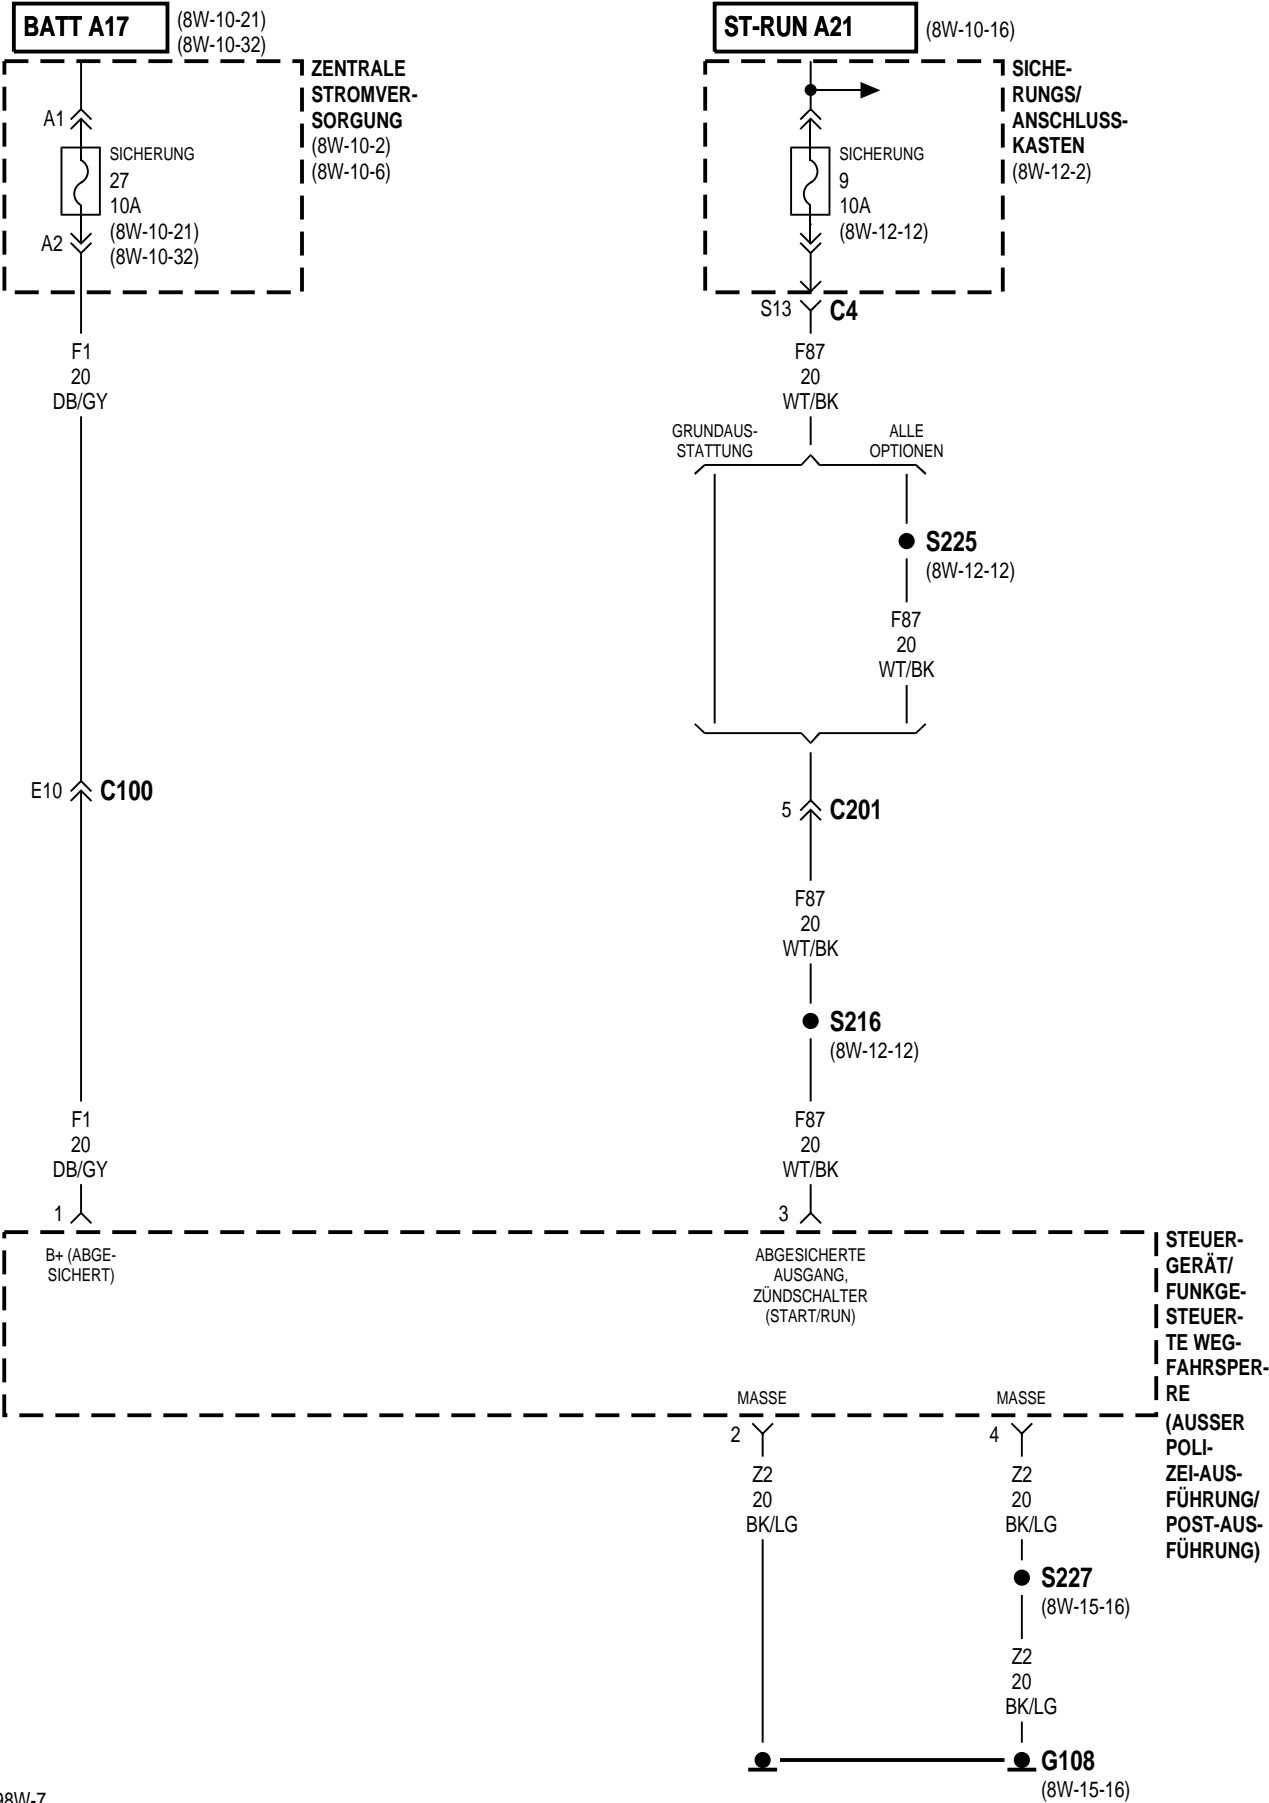 BATT A17
(8W-10-21)
(8W-10-32)
ST-RUN A21
(8W-10-16)
ZENTRALE
STROMVER-
SORGUNG
(8W-10-2)
(8W-10-6)
A1
SICHERUNG
27
10A
(8W-10-21)
(8W-10-32)
A2
SICHE-
RUNGS/
ANSCHLUSS-
KASTEN
(8W-12-2)
SICHERUNG
9
10A
(8W-12-12)
S13
C4
F1
20
DB/GY
F87
20
WT/BK
GRUNDAUS-
STATTUNG
ALLE
OPTIONEN
S225
(8W-12-12)
F87
20
WT/BK
E10
C100
5
C201
F87
20
WT/BK
S216
(8W-12-12)
F1
20
DB/GY
F87
20
WT/BK
1
3
B+ (ABGE-
SICHERT)
ABGESICHERTE
AUSGANG,
ZÜNDSCHALTER
(START/RUN)
STEUER-
GERÄT/
FUNKGE-
STEUER-
TE WEG-
FAHRSPER-
RE
(AUSSER
POLI-
ZEI-AUS-
FÜHRUNG/
POST-AUS-
FÜHRUNG)
MASSE
MASSE
2
4
Z2
20
BK/LG
Z2
20
BK/LG
S227
(8W-15-16)
Z2
20
BK/LG
G108
(8W-15-16)